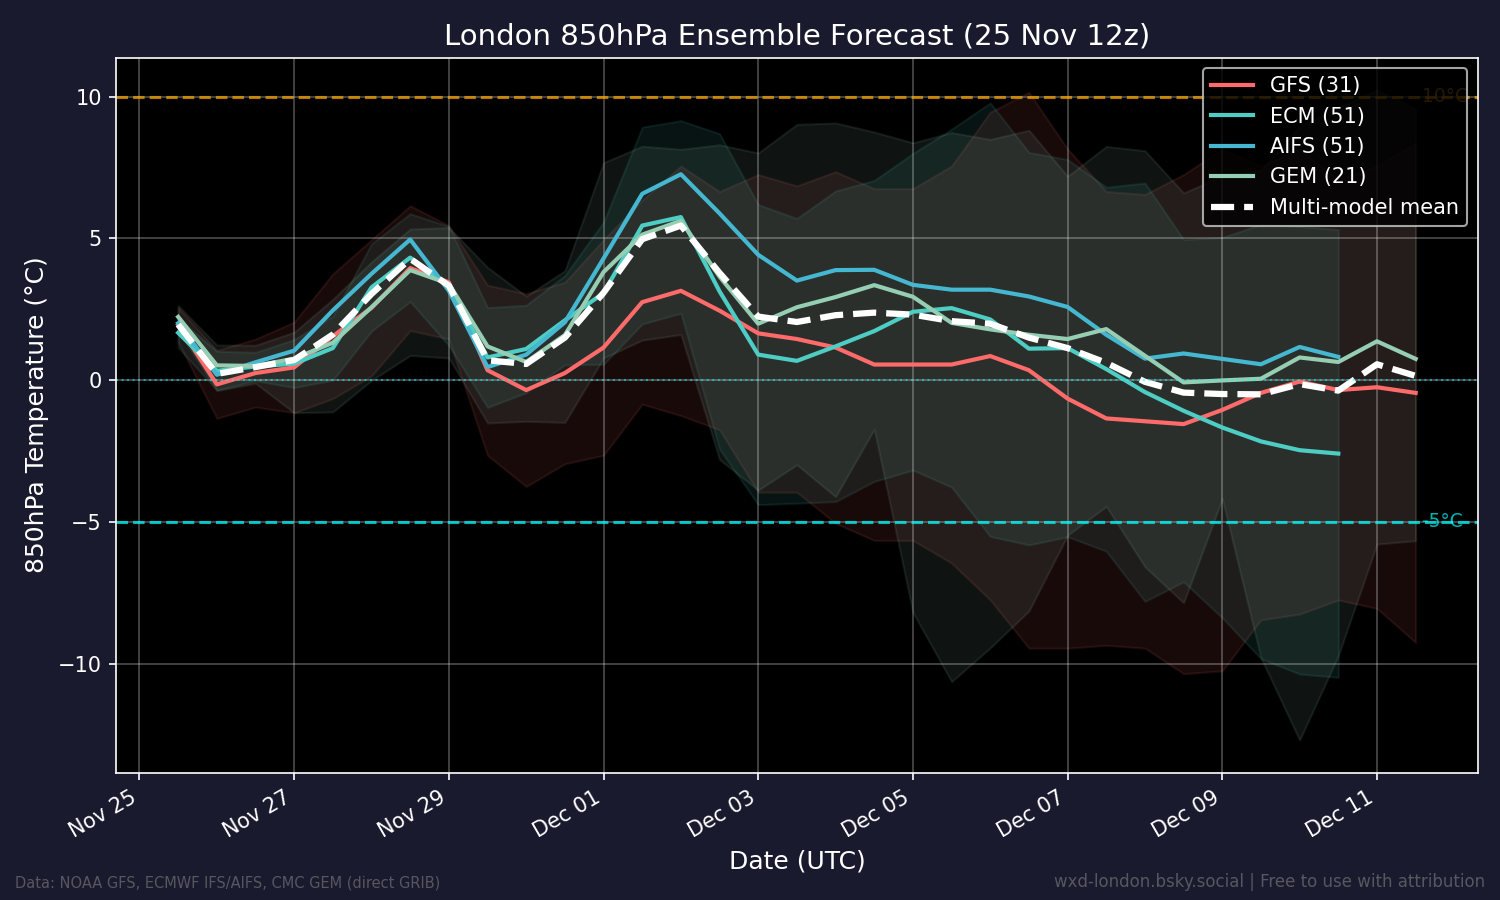 London 850hPa Ensemble Forecast (25 Nov 12z)
GFS (31)
ECM (51)
AIFS (51)
GEM (21)
Multi-model mean
10°C
-5°C
850hPa Temperature (°C)
10
5
0
−5
−10
Nov 25
Nov 27
Nov 29
Dec 01
Dec 03
Dec 05
Dec 07
Dec 09
Dec 11
Date (UTC)
Data: NOAA GFS, ECMWF IFS/AIFS, CMC GEM (direct GRIB)
wxd-london.bsky.social | Free to use with attribution